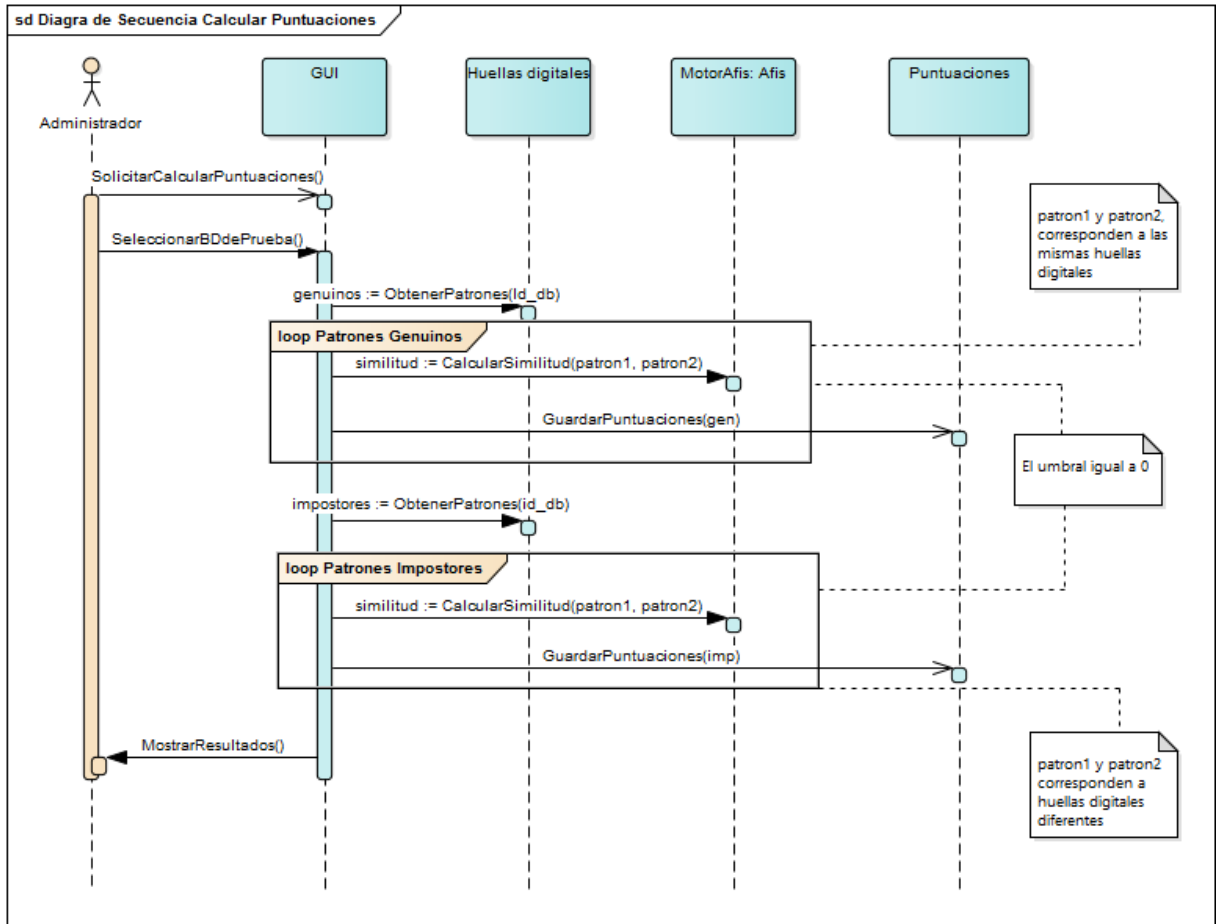 sd Diagra de Secuencia Calcular Puntuaciones
Administrador
GUI
Huellas digitales
MotorAfis: Afis
Puntuaciones
SolicitarCalcularPuntuaciones()
SeleccionarBDdePrueba()
patron1 y patron2,
corresponden a las
mismas huellas
digitales
genuinos := ObtenerPatrones(Id_db)
loop Patrones Genuinos
similitud := CalcularSimilitud(patron1, patron2)
GuardarPuntuaciones(gen)
El umbral igual a 0
impostores := ObtenerPatrones(id_db)
loop Patrones Impostores
similitud := CalcularSimilitud(patron1, patron2)
GuardarPuntuaciones(imp)
MostrarResultados()
patron1 y patron2
corresponden a
huellas digitales
diferentes